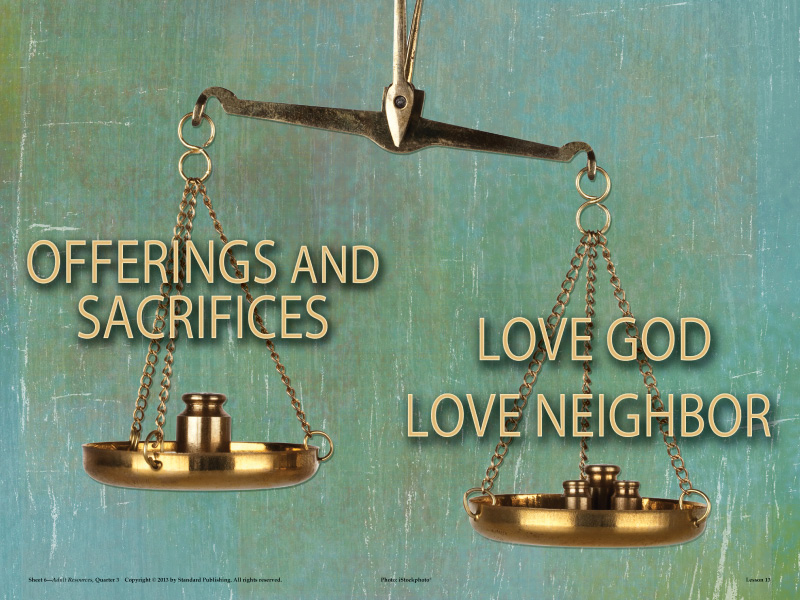 OFFERINGS AND
SACRIFICES
LOVE GOD
LOVE NEIGHBOR
Sheet 6—Adult Resources, Quarter 3 Copyright © 2013 by Standard Publishing. All rights reserved.
Photo: iStockphoto®
Lesson 13